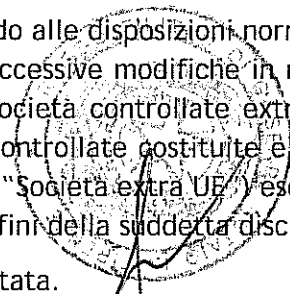 do alle disposizioni norm
uccessive modifiche in m
ocietà controllate extr
ontrollate costituite e
"Società extra UE") es
fini della suddetta disc
tata.